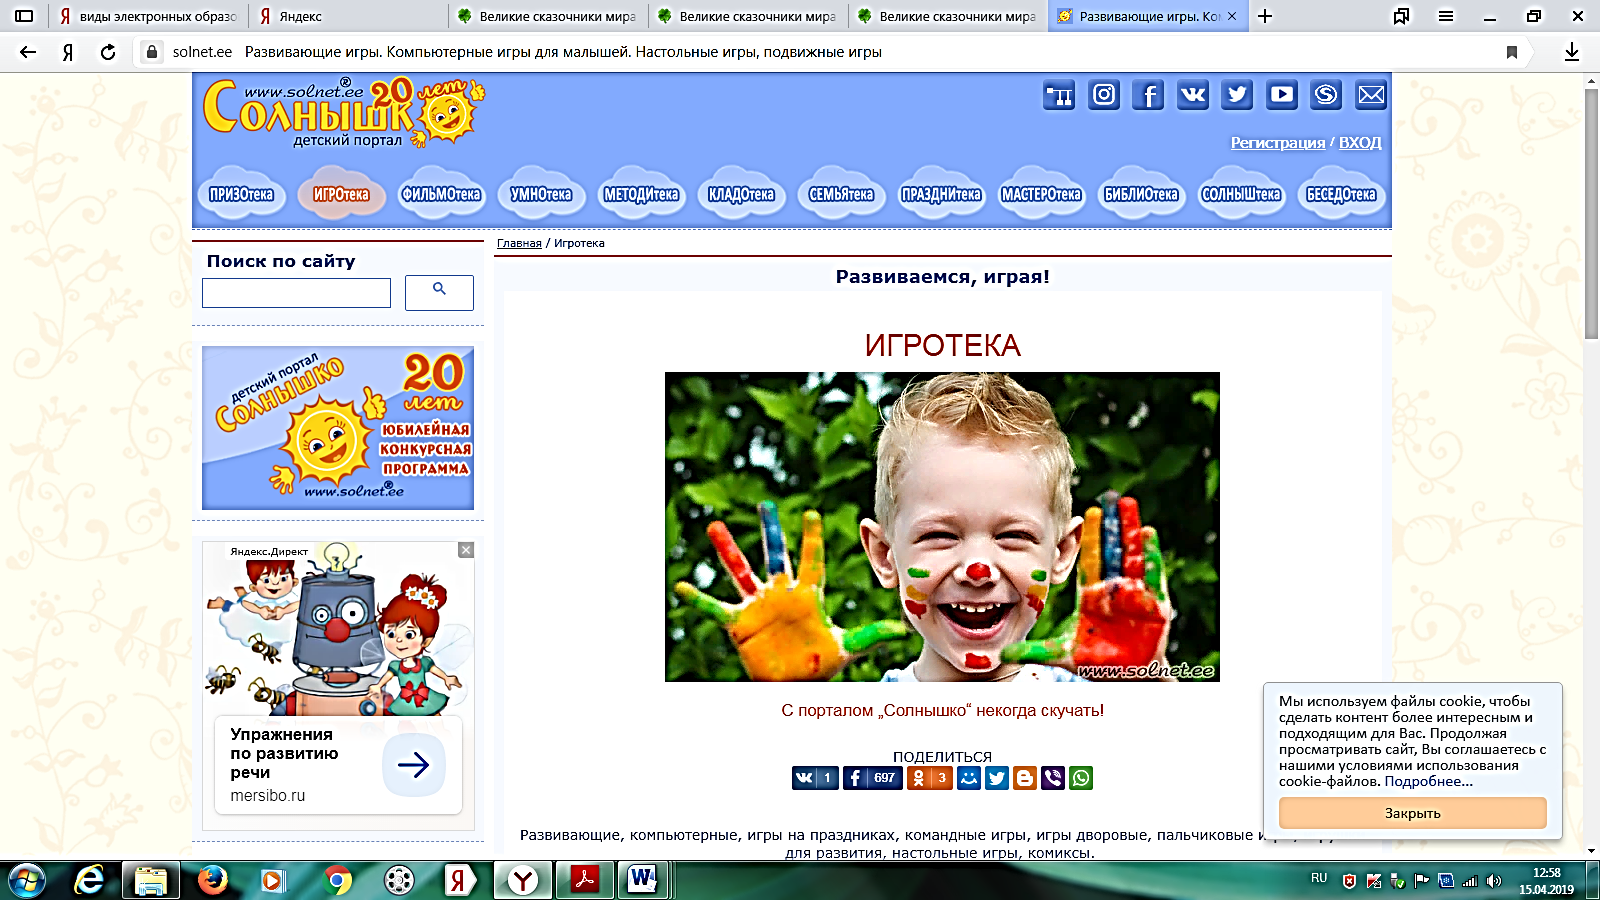 виды электронных образо
Яндекс
Великие сказочники мира
Великие сказочники мира
Великие сказочники мира
Развивающие игры. Ко
solnet.ee Развивающие игры. Компьютерные игры для малышей. Настольные игры, подвижные игры
www.solnet.ee®
Солнышко 20 лет
детский портал
Регистрация / ВХОД
ПРИЗОтека ИГРОтека ФИЛЬМОтека УМНОтека МЕТОДИтека КЛАДОтека СЕМЬЯтека ПРАЗДНИтека МАСТЕРОтека БИБЛИОтека СОЛНЫШтека БЕСЕДОтека
Поиск по сайту
детский портал
Солнышко
20 лет
ЮБИЛЕЙНАЯ
КОНКУРСНАЯ
ПРОГРАММА
www.solnet.ee®
Яндекс.Директ
Упражнения
по развитию
речи
mersibo.ru
Главная / Игротека
Развиваемся, играя!
ИГРОТЕКА
www.solnet.ee
С порталом „Солнышко“ некогда скучать!
ПОДЕЛИТЬСЯ
1 697 3
Развивающие, компьютерные, игры на праздниках, командные игры, игры дворовые, пальчиковые
для развития, настольные игры, комиксы.
Мы используем файлы cookie, чтобы
сделать контент более интересным и
подходящим для Вас. Продолжая
просматривать сайт, Вы соглашаетесь с
нашими условиями использования
cookie-файлов. Подробнее...
Закрыть
RU
12:58
15.04.2019